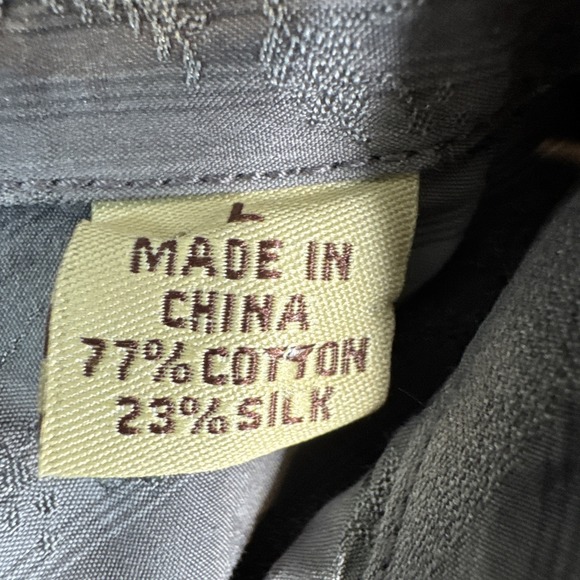 L
MADE IN
CHINA
77% COTTON
23% SILK